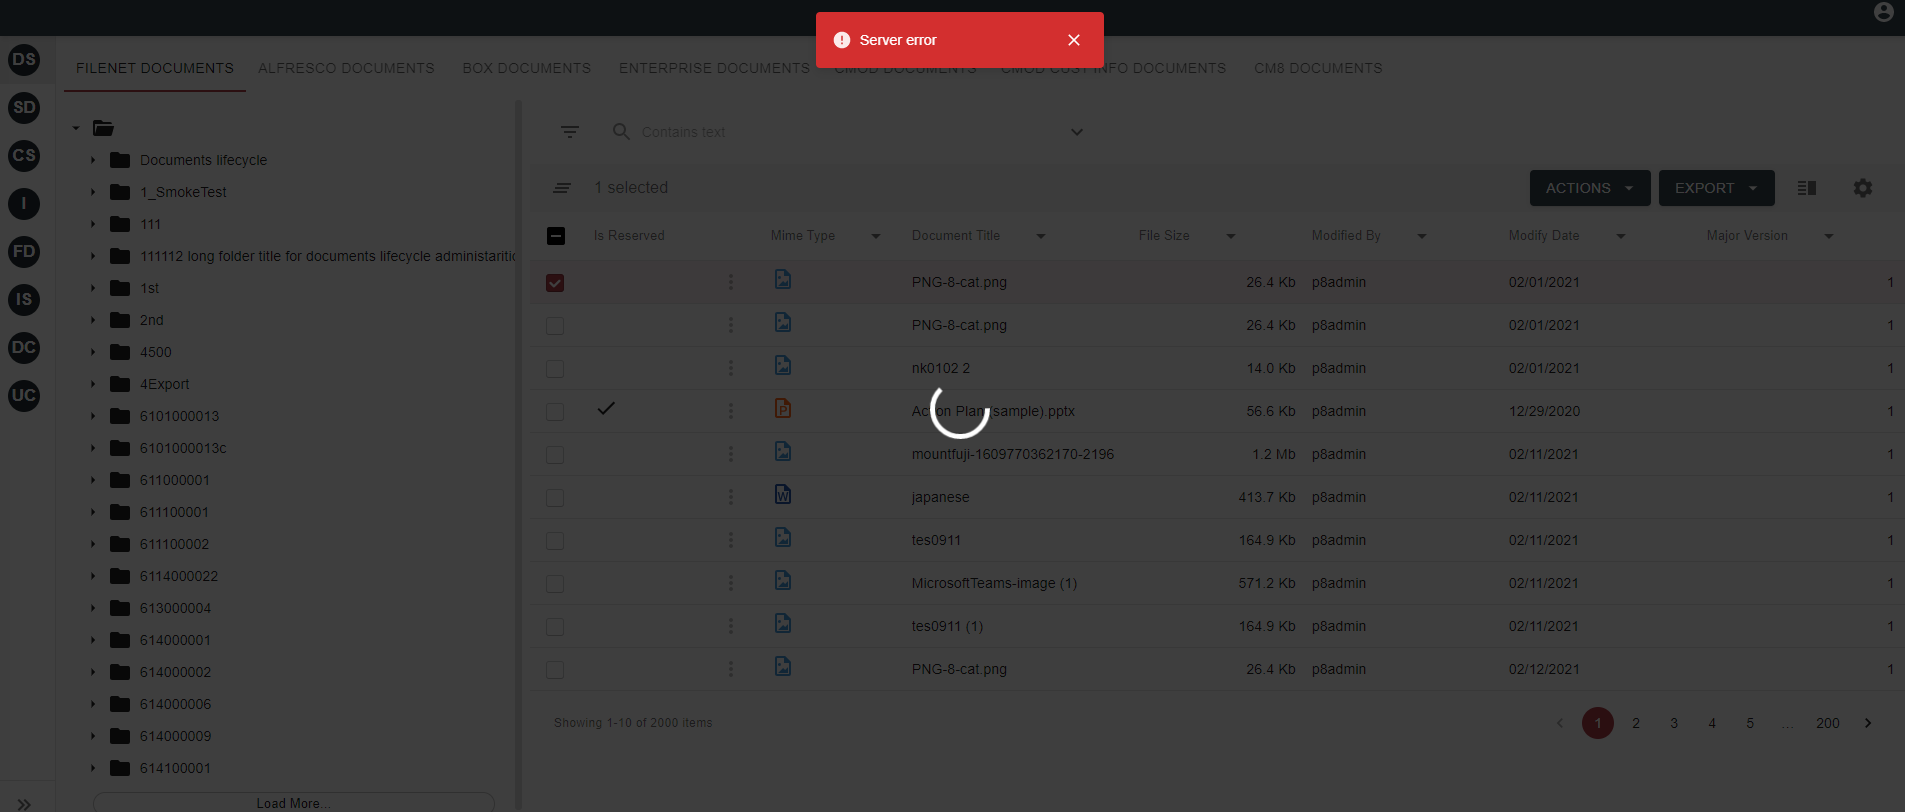 Server error
DS
SD
CS
I
FD
IS
DC
UC
FILENET DOCUMENTS ALFRESCO DOCUMENTS BOX DOCUMENTS ENTERPRISE DOCUMENTS CMOD DOCUMENTS CMOD CUST INFO DOCUMENTS CM8 DOCUMENTS
Documents lifecycle
1_SmokeTest
111
111112 long folder title for documents lifecycle administaritio
1st
2nd
4500
4Export
6101000013
6101000013c
611000001
611100001
611100002
6114000022
613000004
614000001
614000002
614000006
614000009
614100001
Load More...
Contains text
1 selected ACTIONS EXPORT
Is Reserved Mime Type Document Title File Size Modified By Modify Date Major Version
PNG-8-cat.png 26.4 Kb p8admin 02/01/2021 1
PNG-8-cat.png 26.4 Kb p8admin 02/01/2021 1
nk0102 2 14.0 Kb p8admin 02/01/2021 1
P Action Plan (sample).pptx 56.6 Kb p8admin 12/29/2020 1
mountfuji-1609770362170-2196 1.2 Mb p8admin 02/11/2021 1
W japanese 413.7 Kb p8admin 02/11/2021 1
tes0911 164.9 Kb p8admin 02/11/2021 1
MicrosoftTeams-image (1) 571.2 Kb p8admin 02/11/2021 1
tes0911 (1) 164.9 Kb p8admin 02/11/2021 1
PNG-8-cat.png 26.4 Kb p8admin 02/12/2021 1
Showing 1-10 of 2000 items 1 2 3 4 5 ... 200